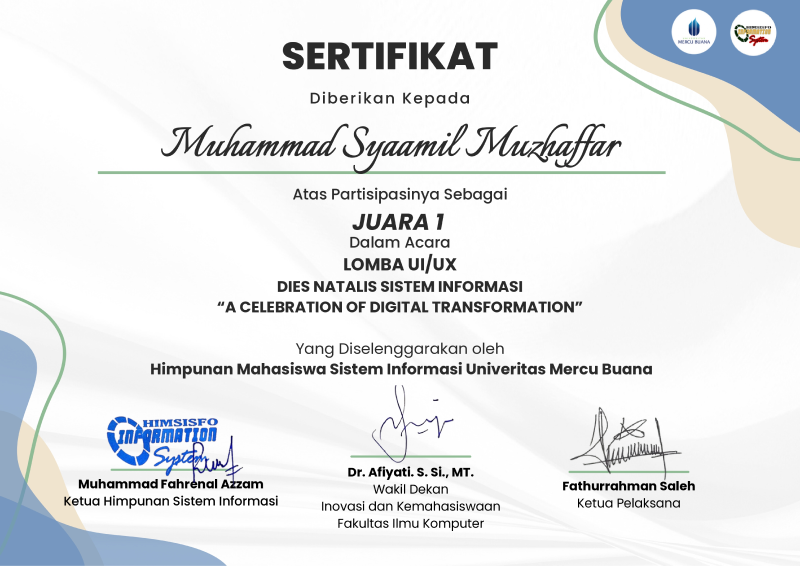 MERCU BUANA
HIMSISFO
INFORMATION
System
SERTIFIKAT
Diberikan Kepada
Muhammad Syaamil Muzhaffar
Atas Partisipasinya Sebagai
JUARA 1
Dalam Acara
LOMBA UI/UX
DIES NATALIS SISTEM INFORMASI
“A CELEBRATION OF DIGITAL TRANSFORMATION”
Yang Diselenggarakan oleh
Himpunan Mahasiswa Sistem Informasi Univeritas Mercu Buana
HIMSISFO
INFORMATION
System
Muhammad Fahrenal Azzam
Ketua Himpunan Sistem Informasi
Dr. Afiyati. S. Si., MT.
Wakil Dekan
Inovasi dan Kemahasiswaan
Fakultas Ilmu Komputer
Fathurrahman Saleh
Ketua Pelaksana